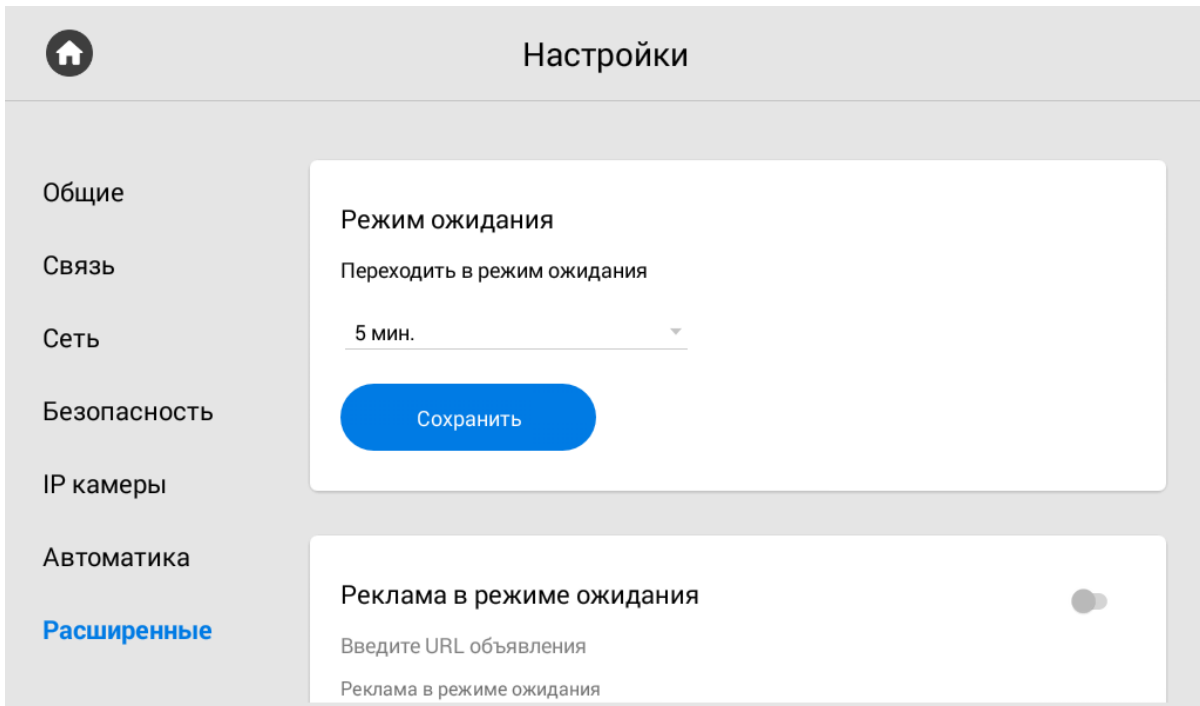 Настройки
Общие
Связь
Сеть
Безопасность
IP камеры
Автоматика
Расширенные
Режим ожидания
Переходить в режим ожидания
5 мин.
Сохранить
Реклама в режиме ожидания
Введите URL объявления
Реклама в режиме ожидания